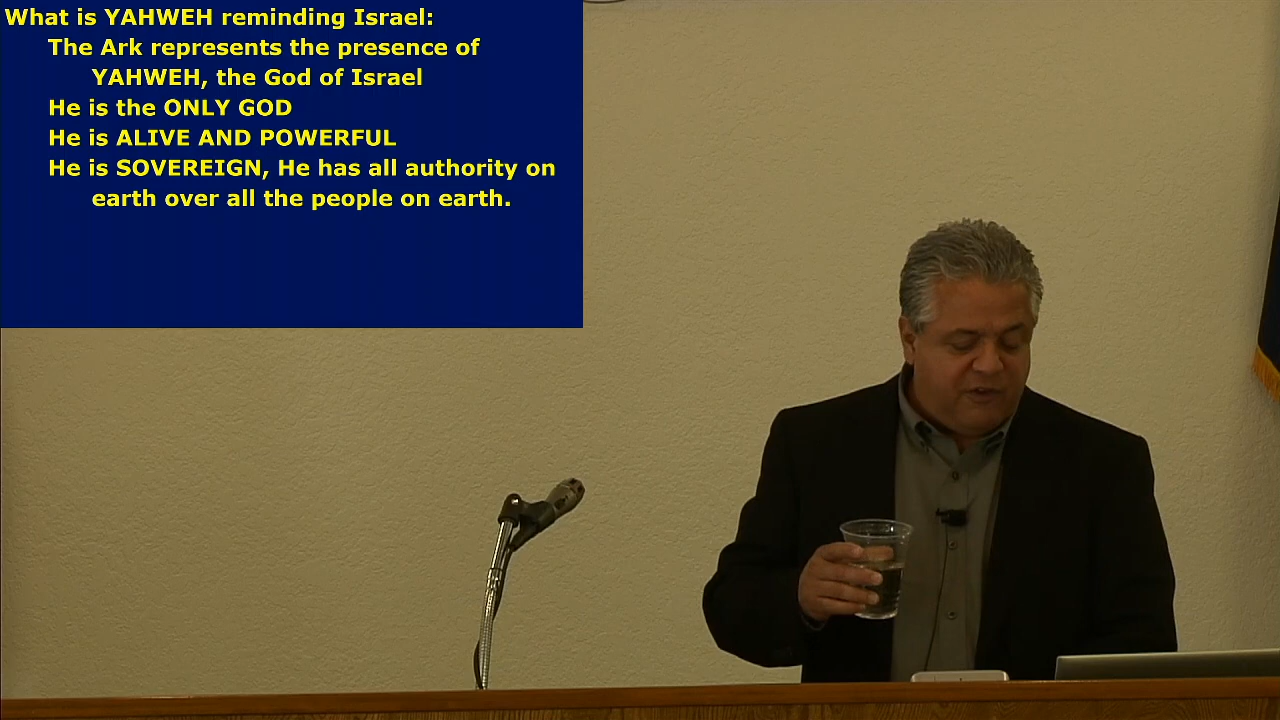 What is YAHWEH reminding Israel:
The Ark represents the presence of
YAHWEH, the God of Israel
He is the ONLY GOD
He is ALIVE AND POWERFUL
He is SOVEREIGN, He has all authority on
earth over all the people on earth.